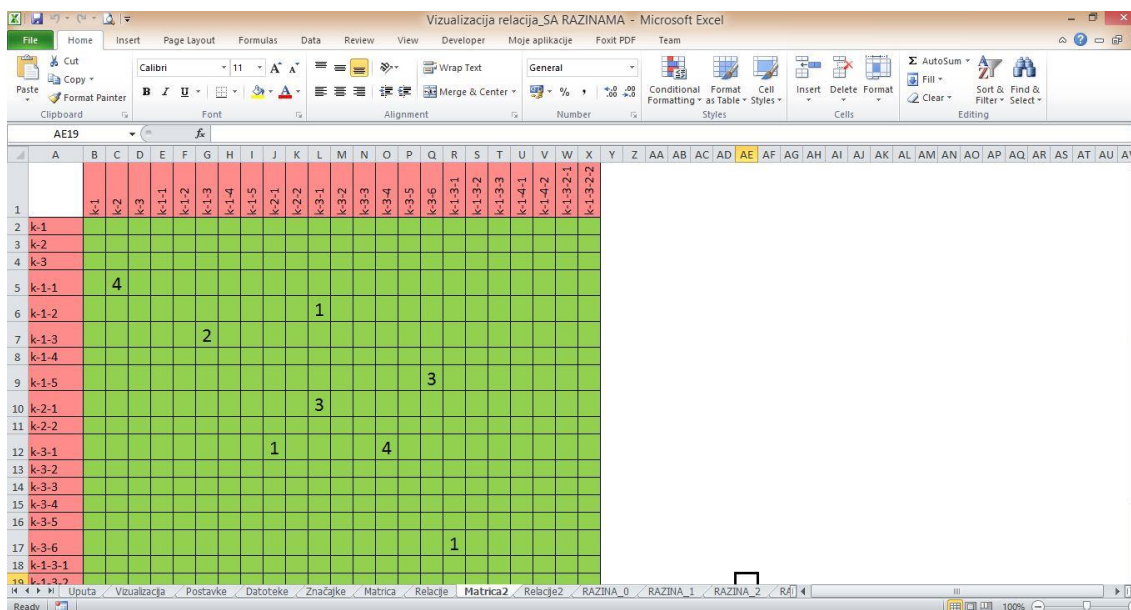 Vizualizacija relacija_SA RAZINAMA - Microsoft Excel
File Home Insert Page Layout Formulas Data Review View Developer Moje aplikacije Foxit PDF Team
Cut
Copy
Format Painter
Paste
Clipboard
Calibri 11 A A
B I U A
Font
Wrap Text
Merge & Center
Alignment
General
% ,
Number
Conditional Formatting
Format as Table
Cell Styles
Styles
Insert Delete Format
Cells
Σ AutoSum
Fill
Clear
Sort & Filter
Find & Select
Editing
AE19 fx
A B C D E F G H I J K L M N O P Q R S T U V W X Y Z AA AB AC AD AE AF AG AH AI AJ AK AL AM AN AO AP AQ AR AS AT AU
1 k-1 k-2 k-3 k-1-1 k-1-2 k-1-3 k-1-4 k-1-5 k-2-1 k-2-2 k-3-1 k-3-2 k-3-3 k-3-4 k-3-5 k-3-6 k-1-3-1 k-1-3-2 k-1-3-3 k-1-4-1 k-1-4-2 k-1-3-2-1 k-1-3-2-2
2 k-1
3 k-2
4 k-3
5 k-1-1 4
6 k-1-2 1
7 k-1-3 2
8 k-1-4
9 k-1-5 3
10 k-2-1 3
11 k-2-2
12 k-3-1 1 4
13 k-3-2
14 k-3-3
15 k-3-4
16 k-3-5
17 k-3-6 1
18 k-1-3-1
19 k-1-3-2
Uputa Vizualizacija Postavke Datoteke Značajke Matrica Relacije Matrica2 Relacije2 RAZINA_0 RAZINA_1 RAZINA_2
Ready 100%